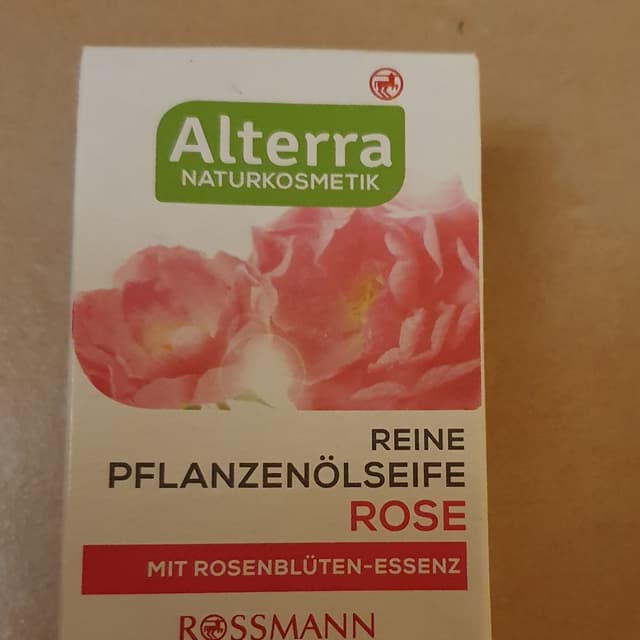 Alterra
NATURKOSMETIK
REINE
PFLANZENÖLSEIFE
ROSE
MIT ROSENBLÜTEN-ESSENZ
ROSSMANN